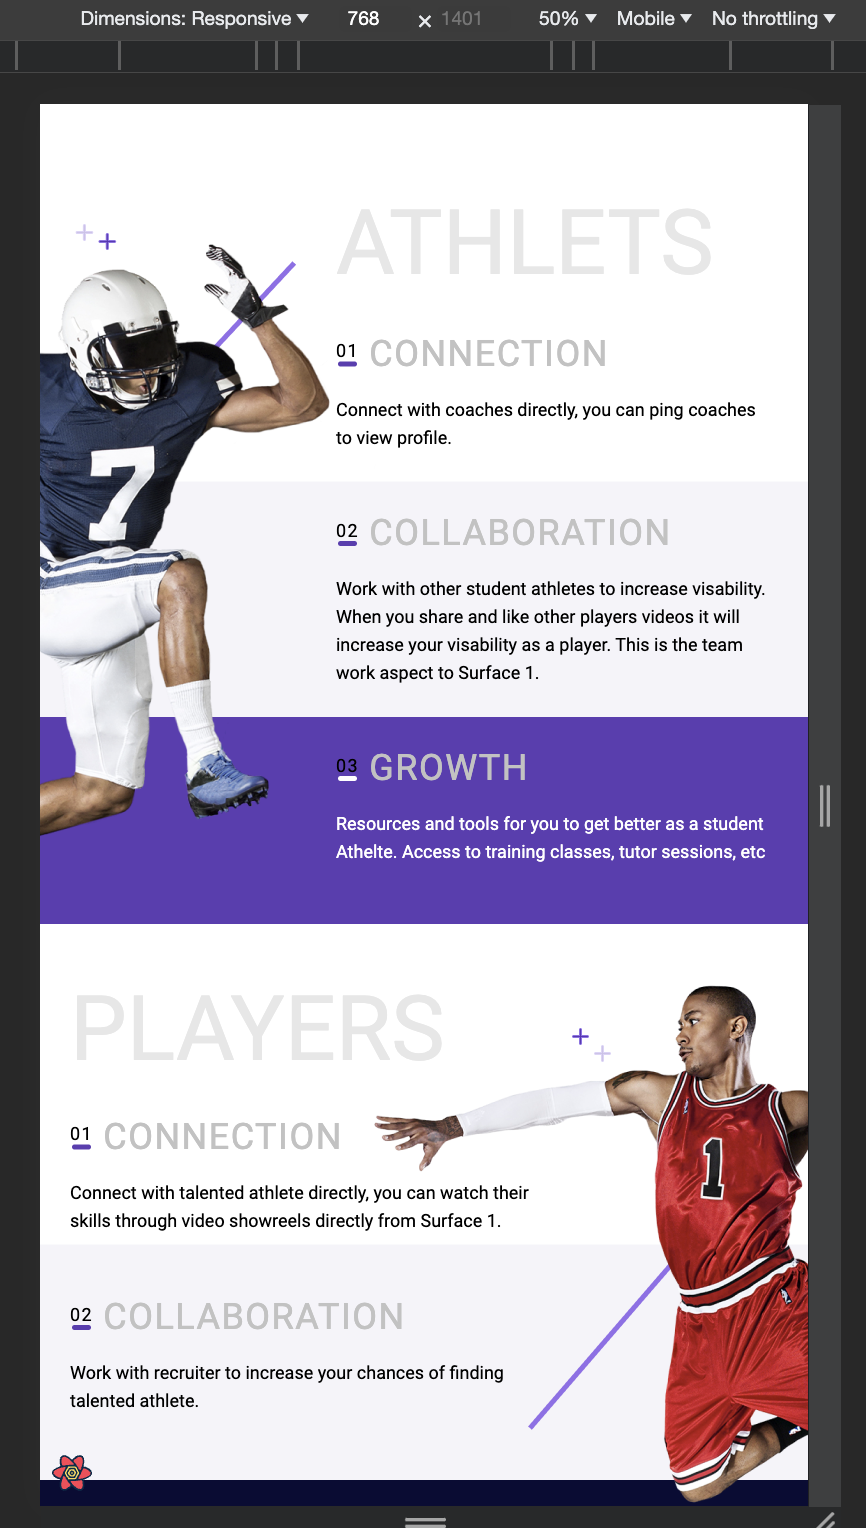 Dimensions: Responsive 768 × 1401 50% Mobile No throttling
ATHLETS
01 CONNECTION
Connect with coaches directly, you can ping coaches
to view profile.
7
02 COLLABORATION
Work with other student athletes to increase visability.
When you share and like other players videos it will
increase your visability as a player. This is the team
work aspect to Surface 1.
03 GROWTH
Resources and tools for you to get better as a student
Athelte. Access to training classes, tutor sessions, etc
PLAYERS
01 CONNECTION
Connect with talented athlete directly, you can watch their
skills through video showreels directly from Surface 1.
1
02 COLLABORATION
Work with recruiter to increase your chances of finding
talented athlete.